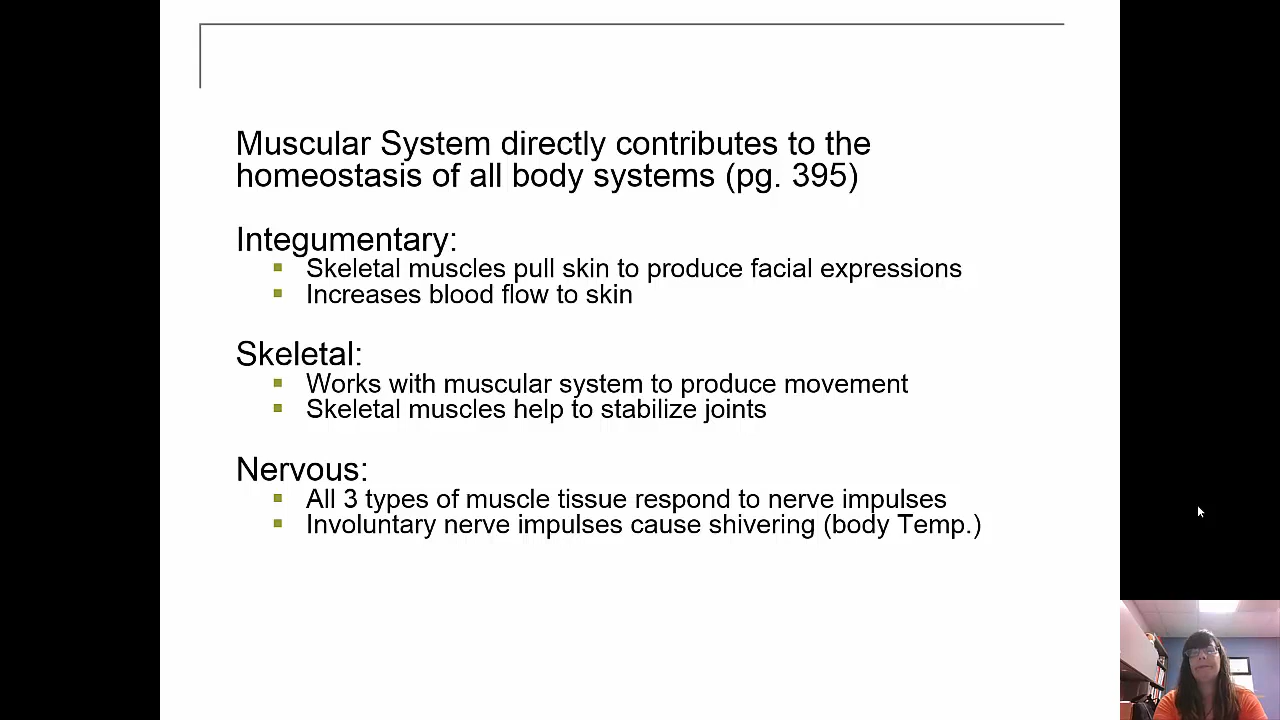 Muscular System directly contributes to the
homeostasis of all body systems (pg. 395)
Integumentary:
Skeletal muscles pull skin to produce facial expressions
Increases blood flow to skin
Skeletal:
Works with muscular system to produce movement
Skeletal muscles help to stabilize joints
Nervous:
All 3 types of muscle tissue respond to nerve impulses
Involuntary nerve impulses cause shivering (body Temp.)